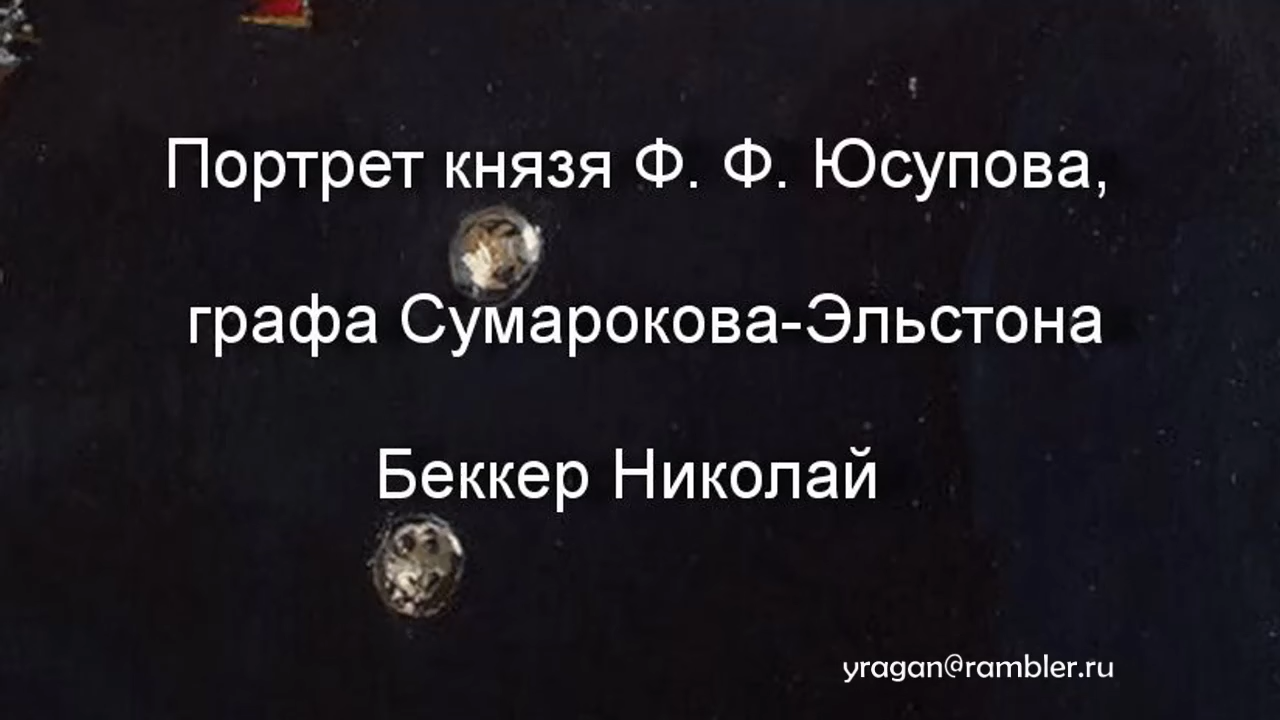 Портрет князя Ф. Ф. Юсупова,
графа Сумарокова-Эльстона
Беккер Николай
yragan@rambler.ru